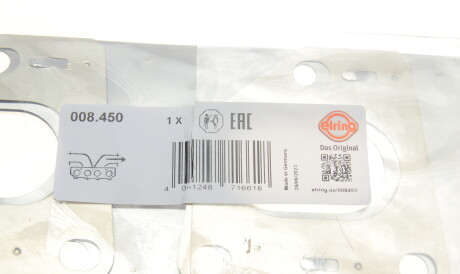 008.450
1 X
EAC
elring
Das Original
4 041248 716616
Made in Germany
elring.de/008450